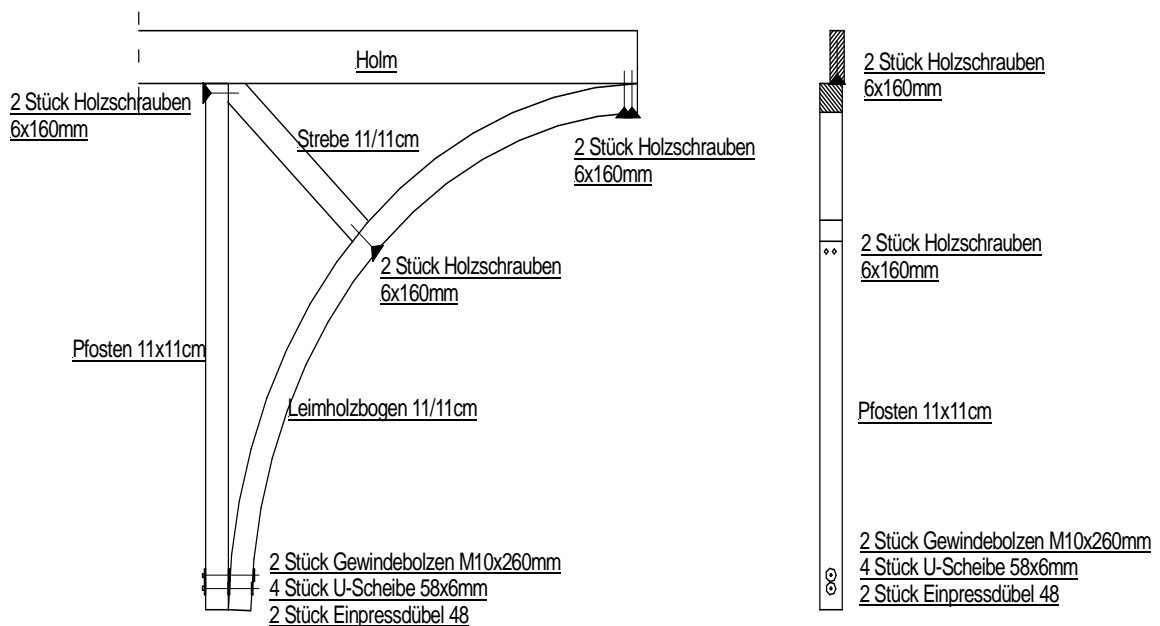 Holm
2 Stück Holzschrauben
6x160mm
Strebe 11/11cm
2 Stück Holzschrauben
6x160mm
2 Stück Holzschrauben
6x160mm
Pfosten 11x11cm
Leimholzbogen 11/11cm
2 Stück Gewindebolzen M10x260mm
4 Stück U-Scheibe 58x6mm
2 Stück Einpressdübel 48
2 Stück Holzschrauben
6x160mm
2 Stück Holzschrauben
6x160mm
Pfosten 11x11cm
2 Stück Gewindebolzen M10x260mm
4 Stück U-Scheibe 58x6mm
2 Stück Einpressdübel 48